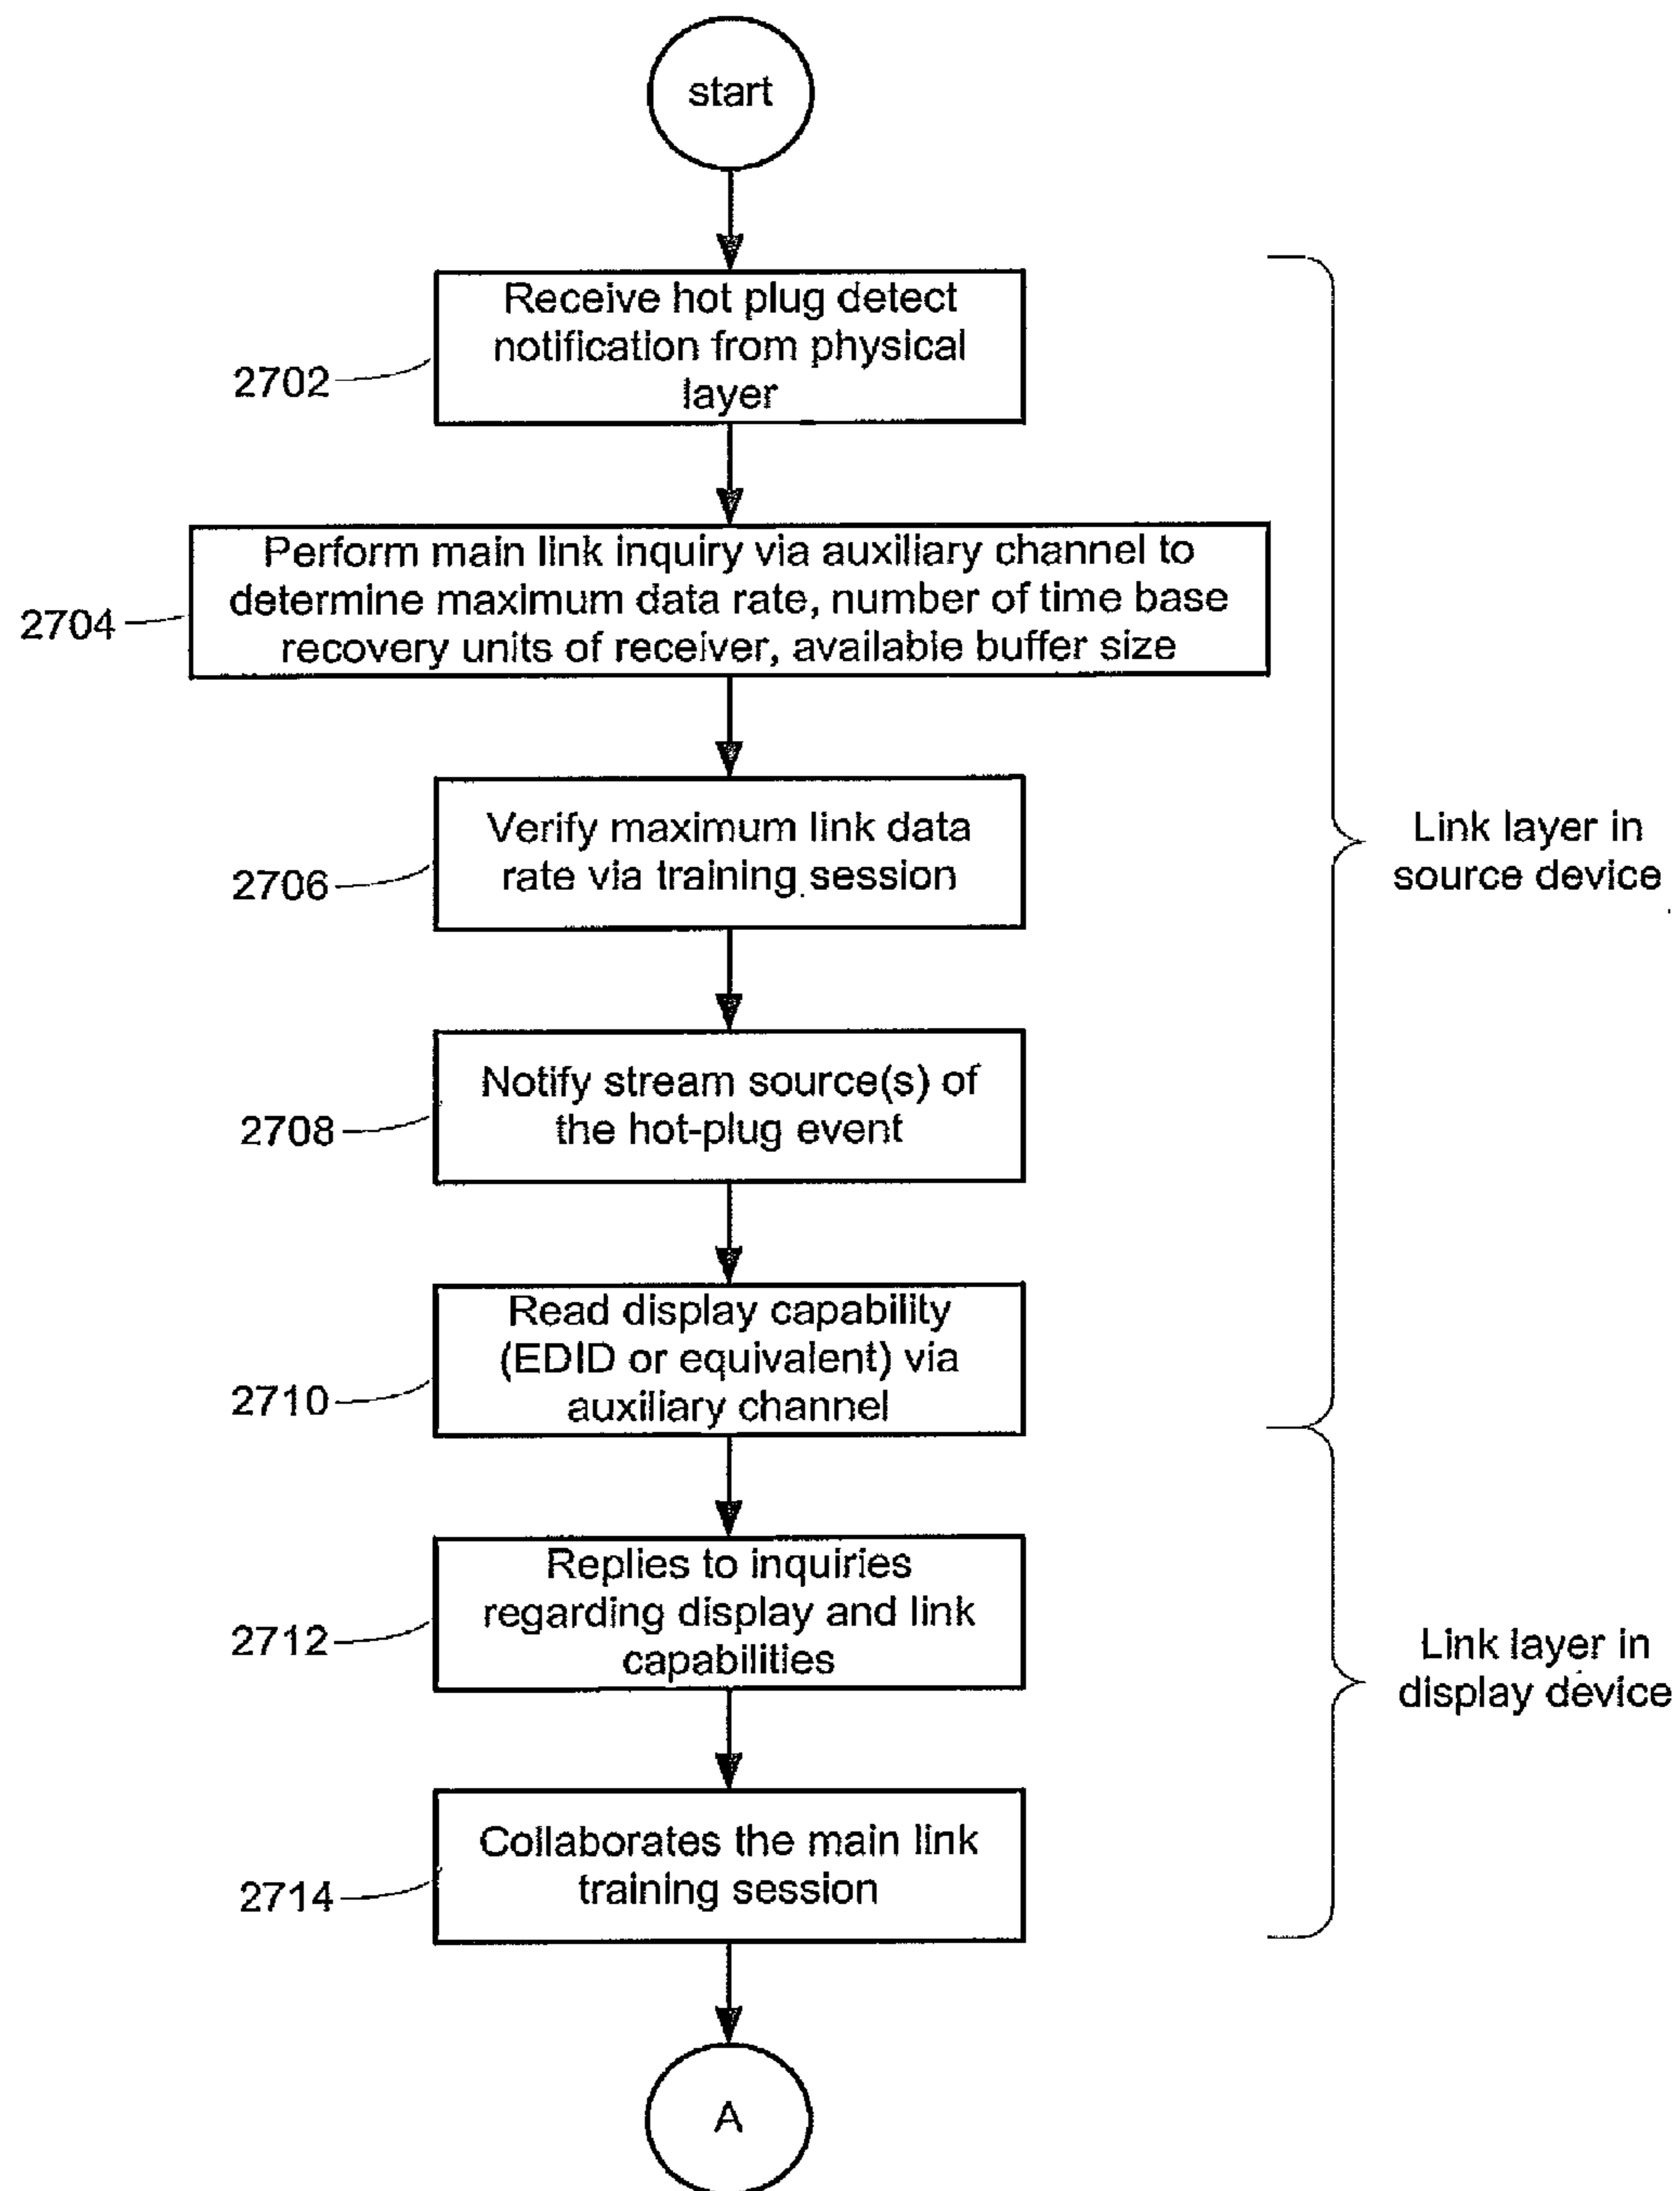 start
Receive hot plug detect
notification from physical
layer
2702
Perform main link inquiry via auxiliary channel to
determine maximum data rate, number of time base
recovery units of receiver, available buffer size
2704
Verify maximum link data
rate via training session
2706
Link layer in
source device
Notify stream source(s) of
the hot-plug event
2708
Read display capability
(EDID or equivalent) via
auxiliary channel
2710
Replies to inquiries
regarding display and link
capabilities
2712
Link layer in
display device
Collaborates the main link
training session
2714
A